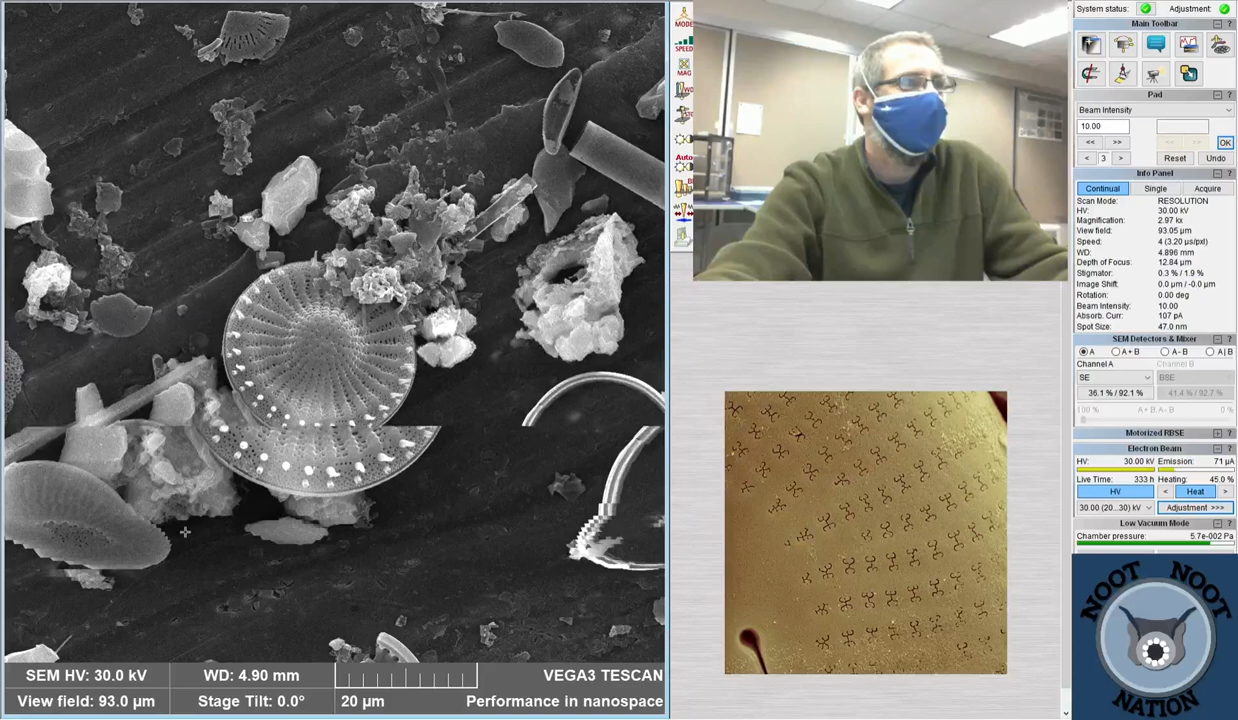 SEM HV: 30.0 kV
WD: 4.90 mm
VEGA3 TESCAN
View field: 93.0 µm
Stage Tilt: 0.0°
20 µm
Performance in nanospace
MODE
SPEED
MAG
WD
Auto
System status:
Adjustment:
Main Toolbar
Pad
Beam Intensity
10.00
OK
<< >>
< 3 >
Reset
Undo
Info Panel
Continual
Single
Acquire
Scan Mode: RESOLUTION
HV: 30.00 kV
Magnification: 2.97 kx
View field: 93.05 µm
Speed: 4 (3.20 µs/pxl)
WD: 4.896 mm
Depth of Focus: 12.84 µm
Stigmator: 0.3 % / 1.9 %
Image Shift: 0.0 µm / -0.0 µm
Rotation: 0.00 deg
Beam Intensity: 10.00
Absorb. Curr: 107 pA
Spot Size: 47.0 nm
SEM Detectors & Mixer
A
A + B
A - B
A | B
Channel A
Channel B
SE
BSE
36.1 % / 92.1 %
41.4 % / 92.7 %
100 %
A + B: A - B
0 %
Motorized RBSE
Electron Beam
HV: 30.00 kV
Emission: 71 µA
Live Time: 333 h
Heating: 45.0 %
HV
< Heat >
30.00 (20...30) kV
Adjustment >>>
Low Vacuum Mode
Chamber pressure: 5.7e-002 Pa
NOOT NOOT
NATION